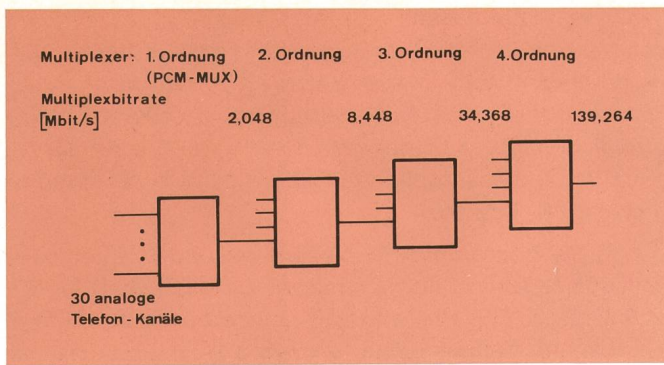 Multiplexer: 1. Ordnung 2. Ordnung 3. Ordnung 4. Ordnung
(PCM-MUX)
Multiplexbitrate
[Mbit/s] 2,048 8,448 34,368 139,264
30 analoge
Telefon - Kanäle